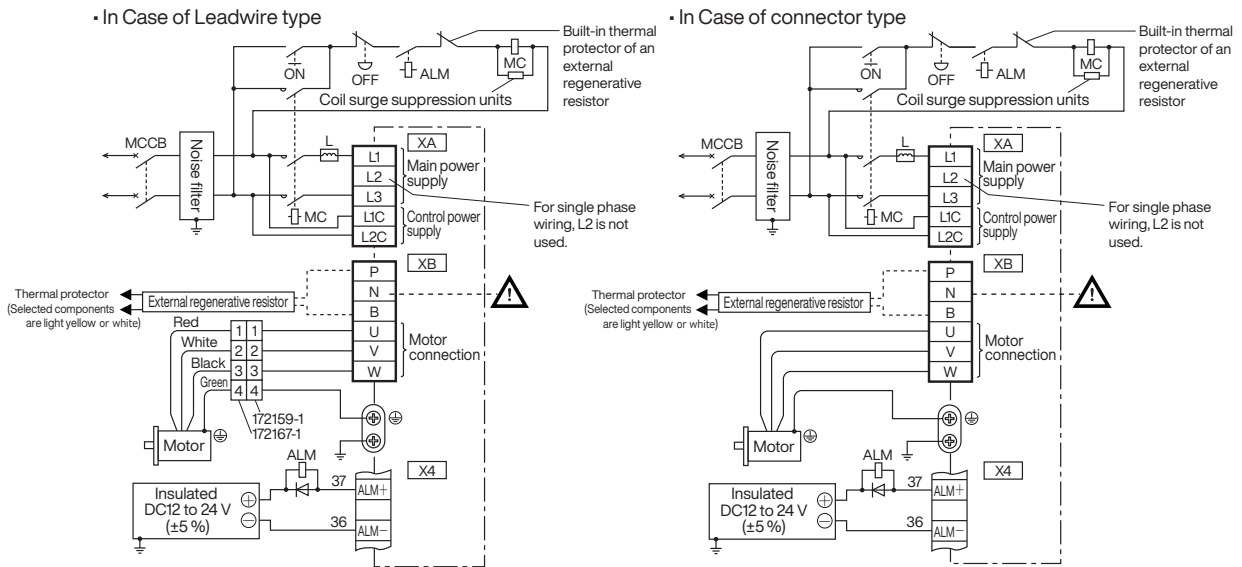 · In Case of Leadwire type
Built-in thermal
protector of an
external
regenerative
resistor
ON
OFF
ALM
MC
Coil surge suppression units
MCCB
Noise filter
L
XA
L1
L2
L3
L1C
L2C
Main power
supply
Control power
supply
MC
For single phase
wiring, L2 is not
used.
XB
P
N
B
U
V
W
Thermal protector
(Selected components
are light yellow or white)
External regenerative resistor
Motor
connection
Red
White
Black
Green
1 1
2 2
3 3
4 4
172159-1
172167-1
Motor
ALM
X4
Insulated
DC12 to 24 V
(±5 %)
37
ALM+
36
ALM−
· In Case of connector type
Built-in thermal
protector of an
external
regenerative
resistor
ON
OFF
ALM
MC
Coil surge suppression units
MCCB
Noise filter
L
XA
L1
L2
L3
L1C
L2C
Main power
supply
Control power
supply
MC
For single phase
wiring, L2 is not
used.
XB
P
N
B
U
V
W
Thermal protector
(Selected components
are light yellow or white)
External regenerative resistor
Motor
connection
Motor
ALM
X4
Insulated
DC12 to 24 V
(±5 %)
37
ALM+
36
ALM−